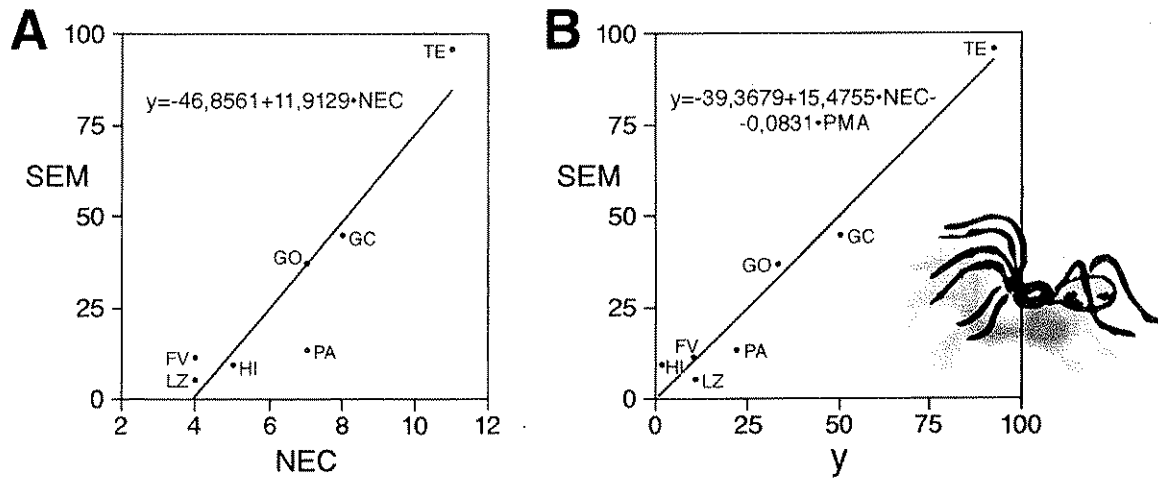 A
100
75
SEM
50
25
0
2
4
6
8
10
12
NEC
y=-46,8561+11,9129•NEC
TE
GC
GO
PA
HI
FV
LZ
B
100
75
SEM
50
25
0
0
25
50
75
100
y
y=-39,3679+15,4755•NEC-
-0,0831•PMA
TE
GC
GO
PA
FV
HI
LZ